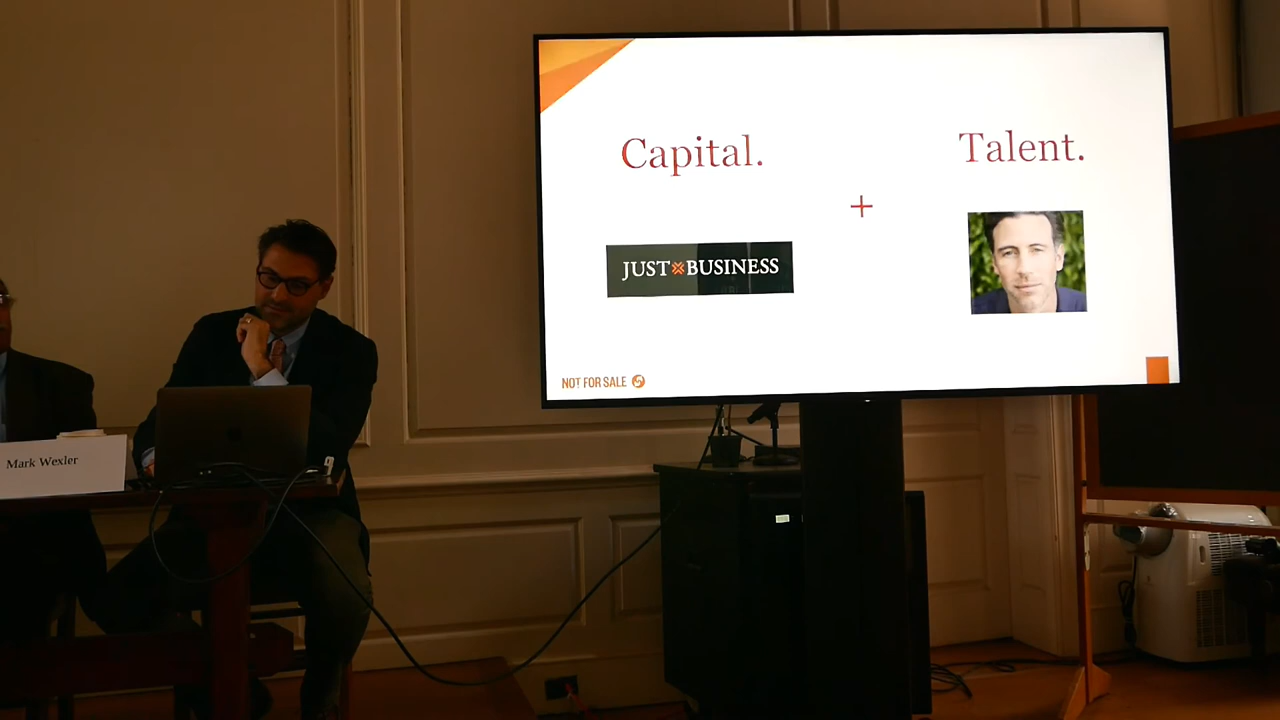 Capital.
Talent.
+
JUST BUSINESS
NOT FOR SALE
Mark Wexler